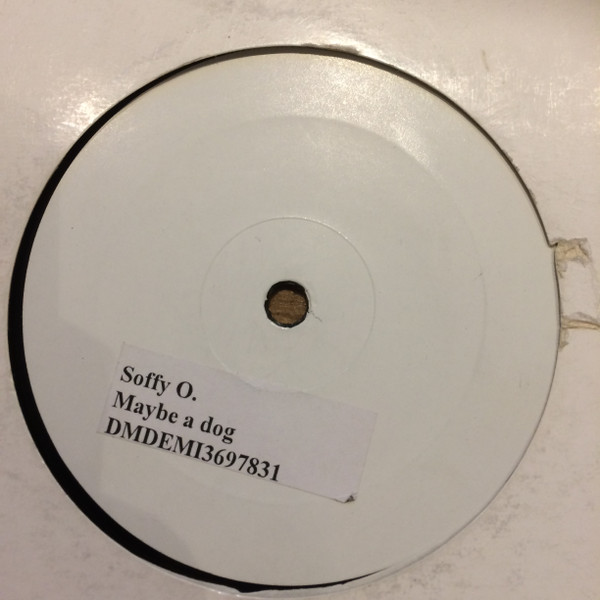 Soffy O.
Maybe a dog
DMDEMI3697831